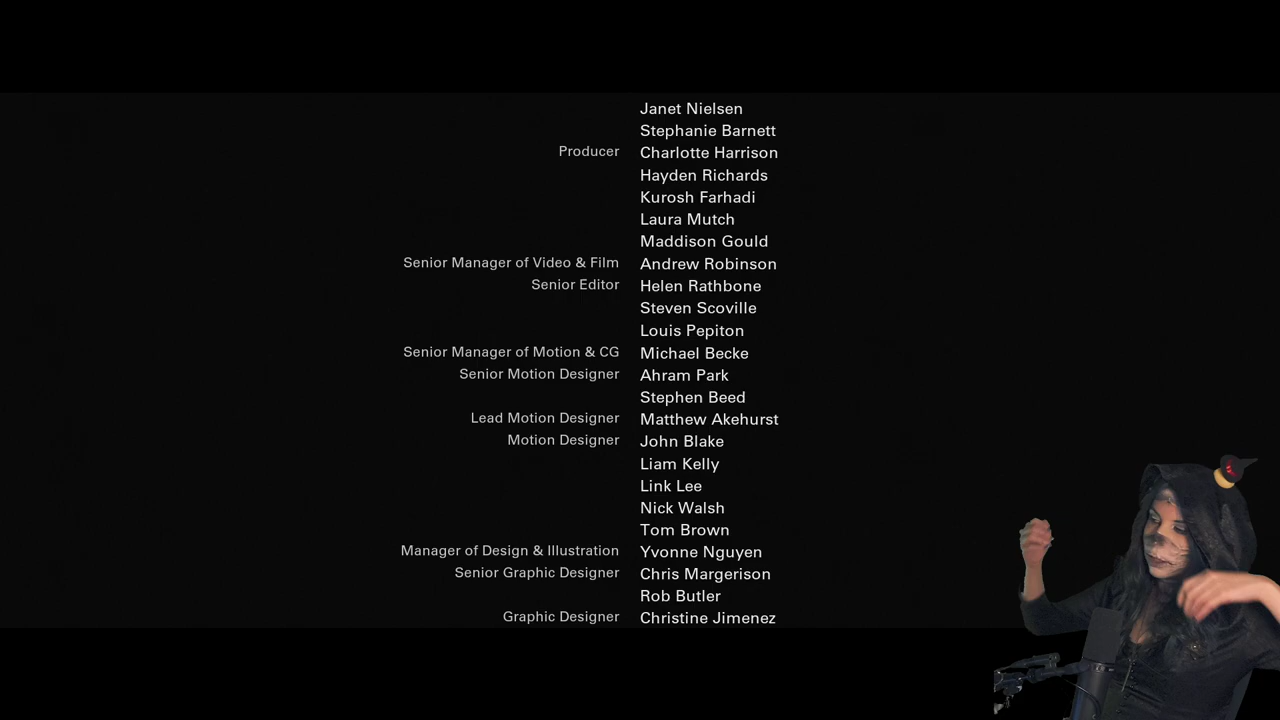 Janet Nielsen
Stephanie Barnett
Producer Charlotte Harrison
Hayden Richards
Kurosh Farhadi
Laura Mutch
Maddison Gould
Senior Manager of Video & Film Andrew Robinson
Senior Editor Helen Rathbone
Steven Scoville
Louis Pepiton
Senior Manager of Motion & CG Michael Becke
Senior Motion Designer Ahram Park
Stephen Beed
Lead Motion Designer Matthew Akehurst
Motion Designer John Blake
Liam Kelly
Link Lee
Nick Walsh
Tom Brown
Manager of Design & Illustration Yvonne Nguyen
Senior Graphic Designer Chris Margerison
Rob Butler
Graphic Designer Christine Jimenez